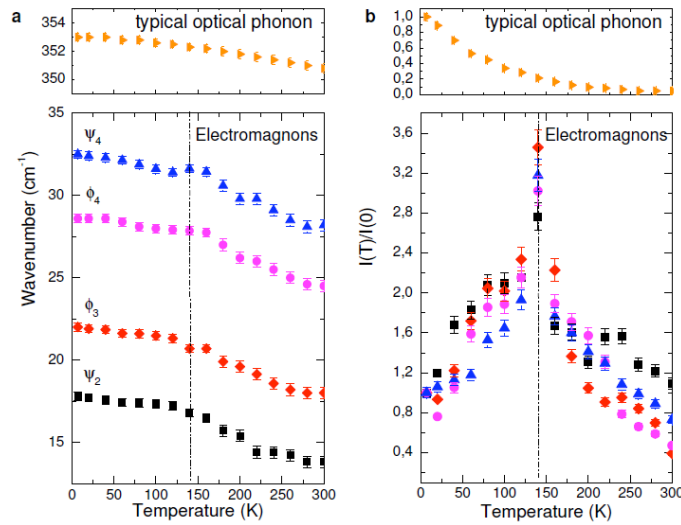 a
typical optical phonon
354
352
350
35
30
25
20
15
Wavenumber (cm⁻¹)
Electromagnons
ψ4
ϕ4
ϕ3
ψ2
0 50 100 150 200 250 300
Temperature (K)
b
typical optical phonon
1,0
0,8
0,6
0,4
0,2
0,0
3,6
3,2
2,8
2,4
2,0
1,6
1,2
0,8
0,4
I(T)/I(0)
Electromagnons
0 50 100 150 200 250 300
Temperature (K)